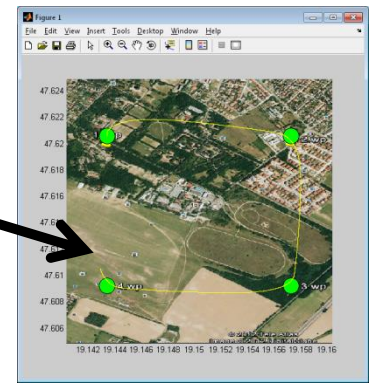 Figure 1
File Edit View Insert Tools Desktop Window Help
47.624
47.622
47.62
47.618
47.616
47.61
47.608
47.606
wp
3 wp
19.142 19.144 19.146 19.148 19.15 19.152 19.154 19.156 19.158 19.16